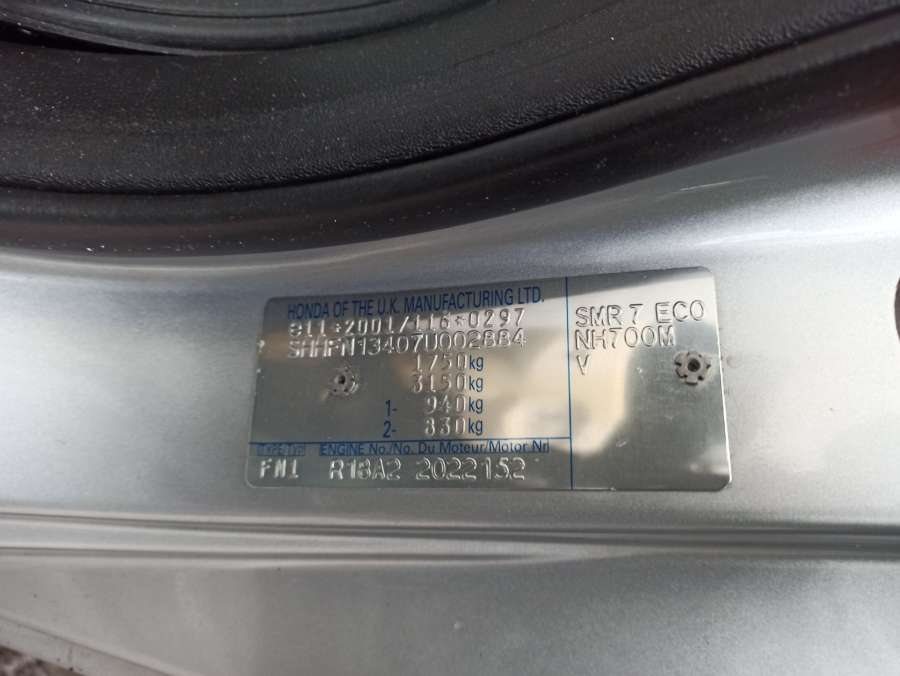 HONDA OF THE U.K. MANUFACTURING LTD.
e11*2001/116*0297
SHHFN13407U002884
1750kg
3150kg
1- 940kg
2- 830kg
TYPE/TYP ENGINE No./No. Du Moteur/Motor Nr
FN1 R18A2 2022152
SMR 7 ECO
NH700M
V